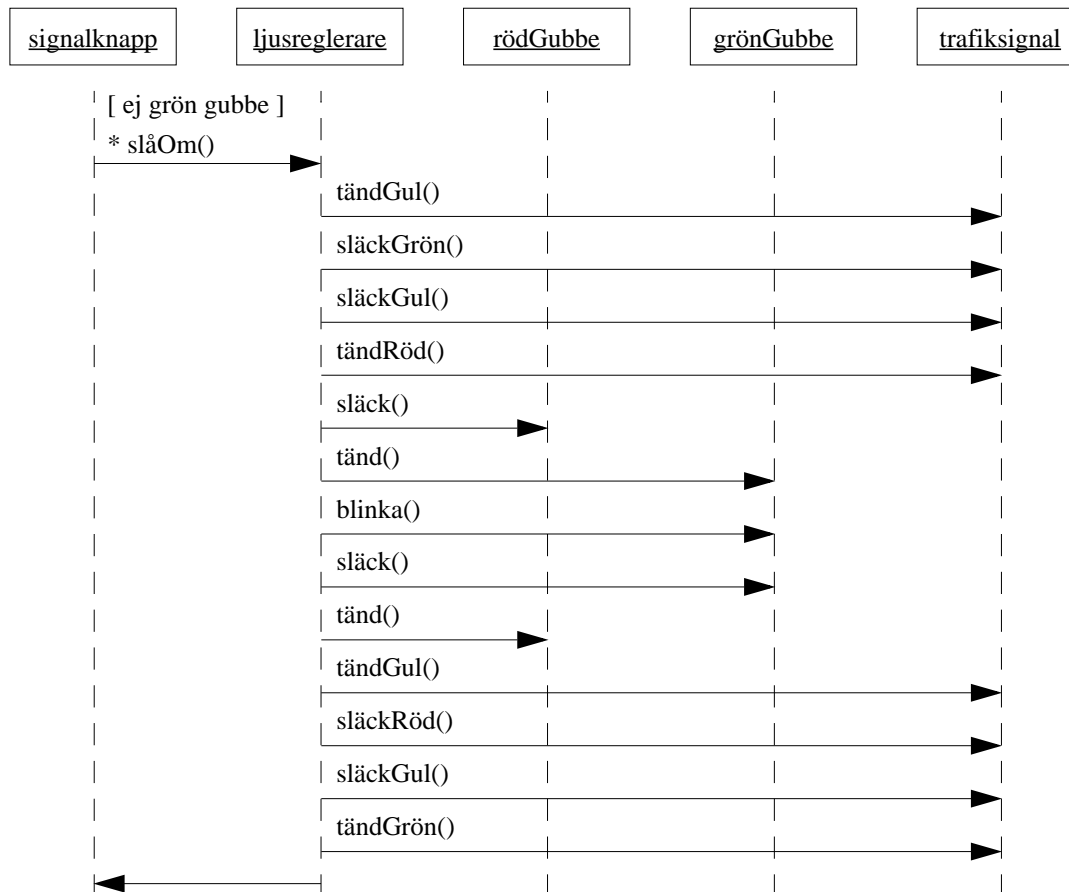 signalknapp ljusreglerare rödGubbe grönGubbe trafiksignal
[ ej grön gubbe ]
* slåOm()
tändGul()
släckGrön()
släckGul()
tändRöd()
släck()
tänd()
blinka()
släck()
tänd()
tändGul()
släckRöd()
släckGul()
tändGrön()